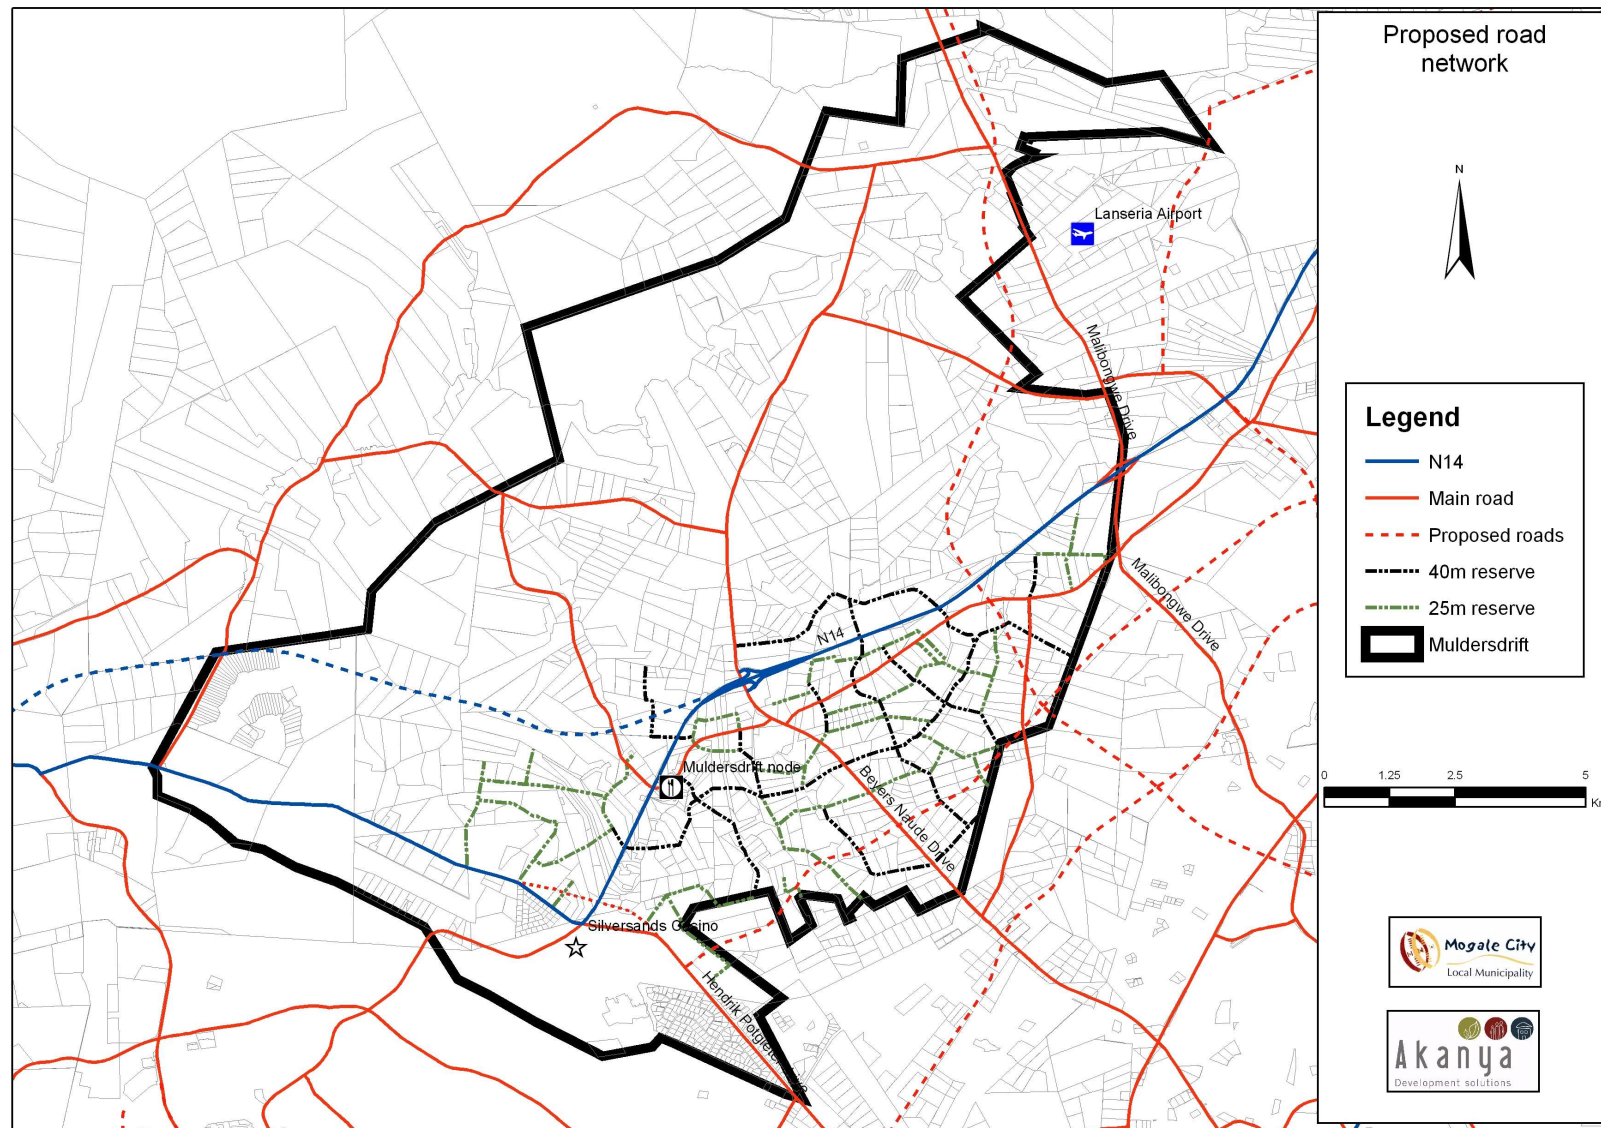 Proposed road
network
N
Lanseria Airport
Malibongwe Drive
Legend
N14
Main road
Proposed roads
40m reserve
25m reserve
Muldersdrift
Malibongwe Drive
N14
Muldersdrift node
Beyers Naude Drive
0 1.25 2.5 5
Silversands Casino
Hendrik Potgieter Drive
Mogale City
Local Municipality
Akanya
Development solutions